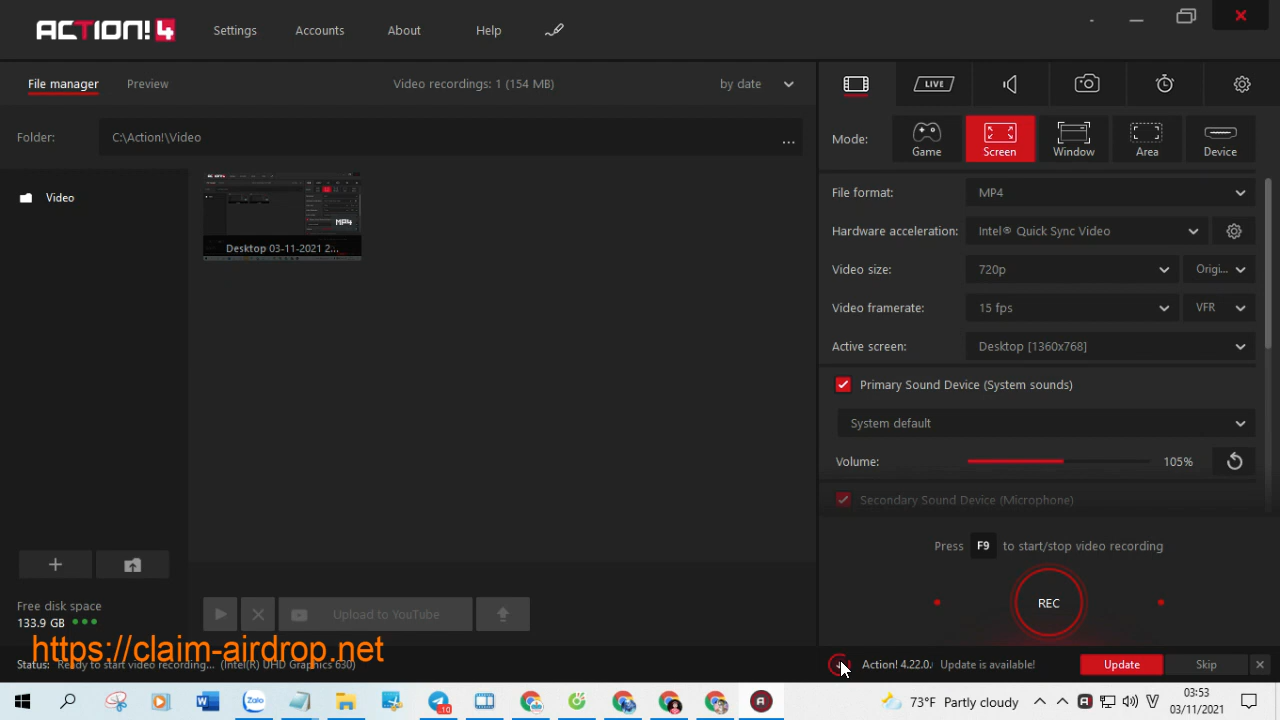 ACTION! 4
Settings
Accounts
About
Help
File manager
Preview
Video recordings: 1 (154 MB)
by date
LIVE
Folder:
C:\Action!\Video
...
Mode:
Game
Screen
Window
Area
Device
Video
MP4
Desktop 03-11-2021 2...
File format:
MP4
Hardware acceleration:
Intel® Quick Sync Video
Video size:
720p
Origi...
Video framerate:
15 fps
VFR
Active screen:
Desktop [1360x768]
Primary Sound Device (System sounds)
System default
Volume:
105%
Secondary Sound Device (Microphone)
Press F9 to start/stop video recording
REC
Free disk space
133.9 GB
Upload to YouTube
https://claim-airdrop.net
Status:
Ready to start video recording... (Intel(R) UHD Graphics 630)
Action! 4.22.0.
Update is available!
Update
Skip
Zalo
10
73°F Partly cloudy
03:53
03/11/2021